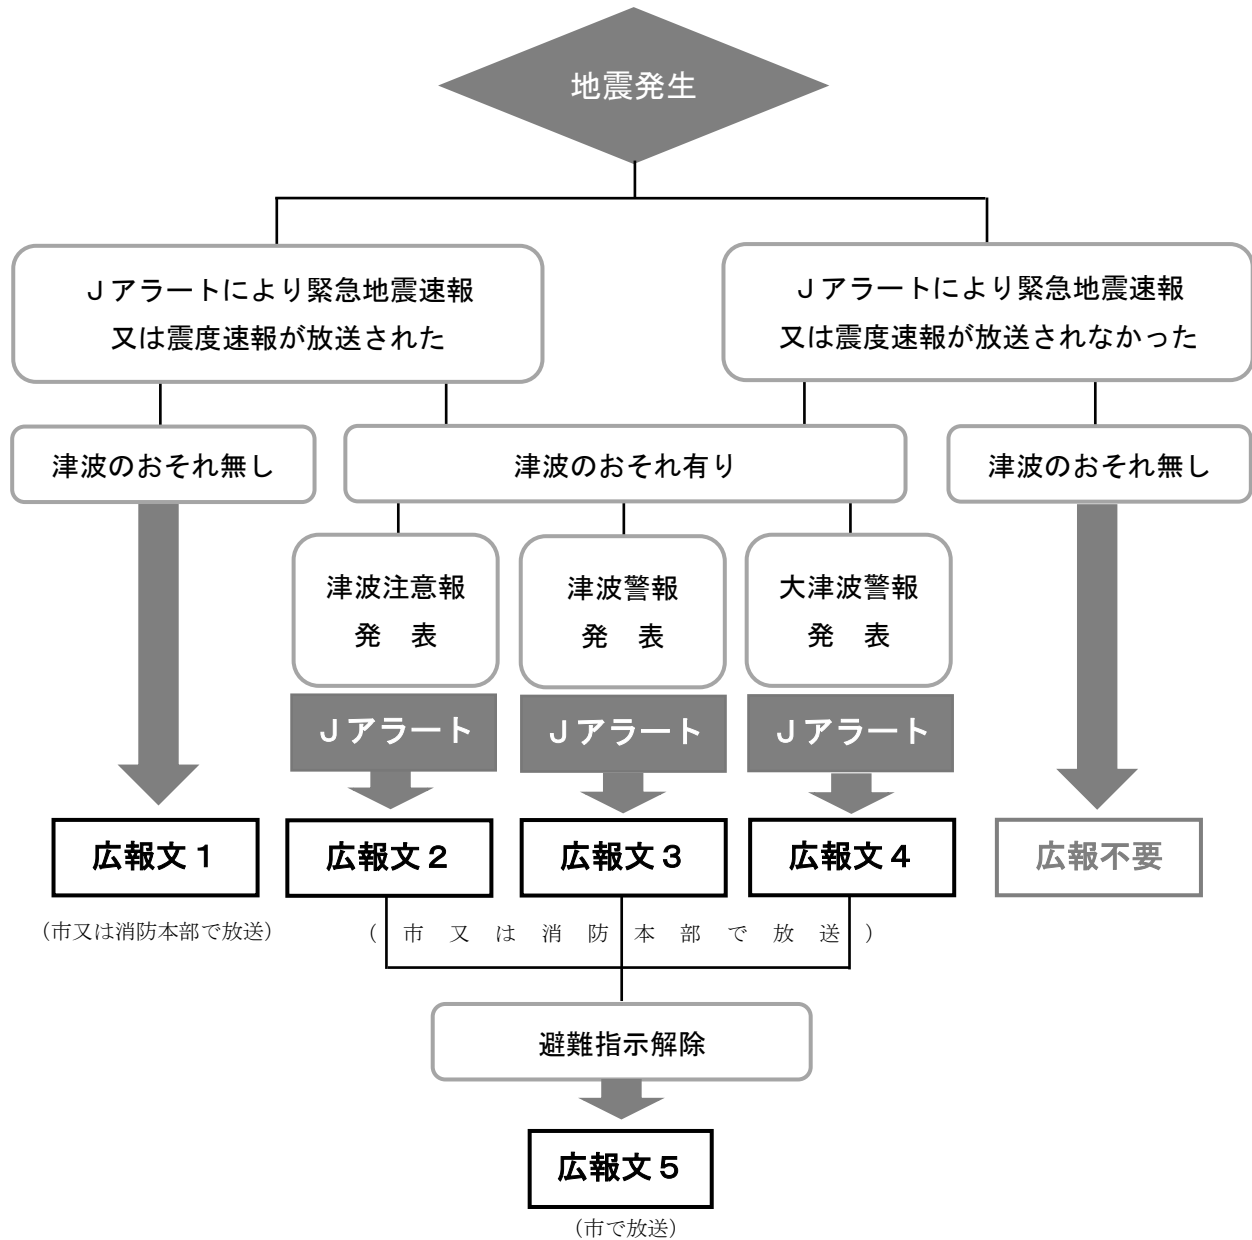 地震発生
Ｊアラートにより緊急地震速報
又は震度速報が放送された
Ｊアラートにより緊急地震速報
又は震度速報が放送されなかった
津波のおそれ無し
津波のおそれ有り
津波のおそれ無し
津波注意報
発　表
津波警報
発　表
大津波警報
発　表
Ｊアラート
Ｊアラート
Ｊアラート
広報文１
広報文２
広報文３
広報文４
広報不要
（市又は消防本部で放送）
（市又は消防本部で放送）
避難指示解除
広報文５
（市で放送）